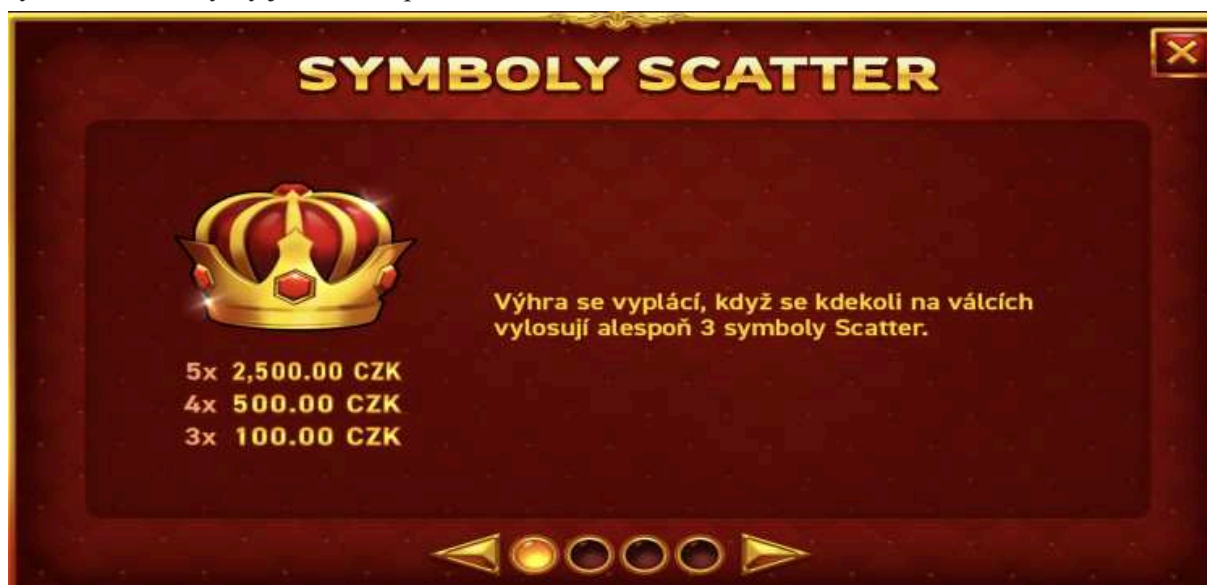 SYMBOLY SCATTER
Výhra se vyplácí, když se kdekoli na válcích
vylosují alespoň 3 symboly Scatter.
5x 2,500.00 CZK
4x 500.00 CZK
3x 100.00 CZK